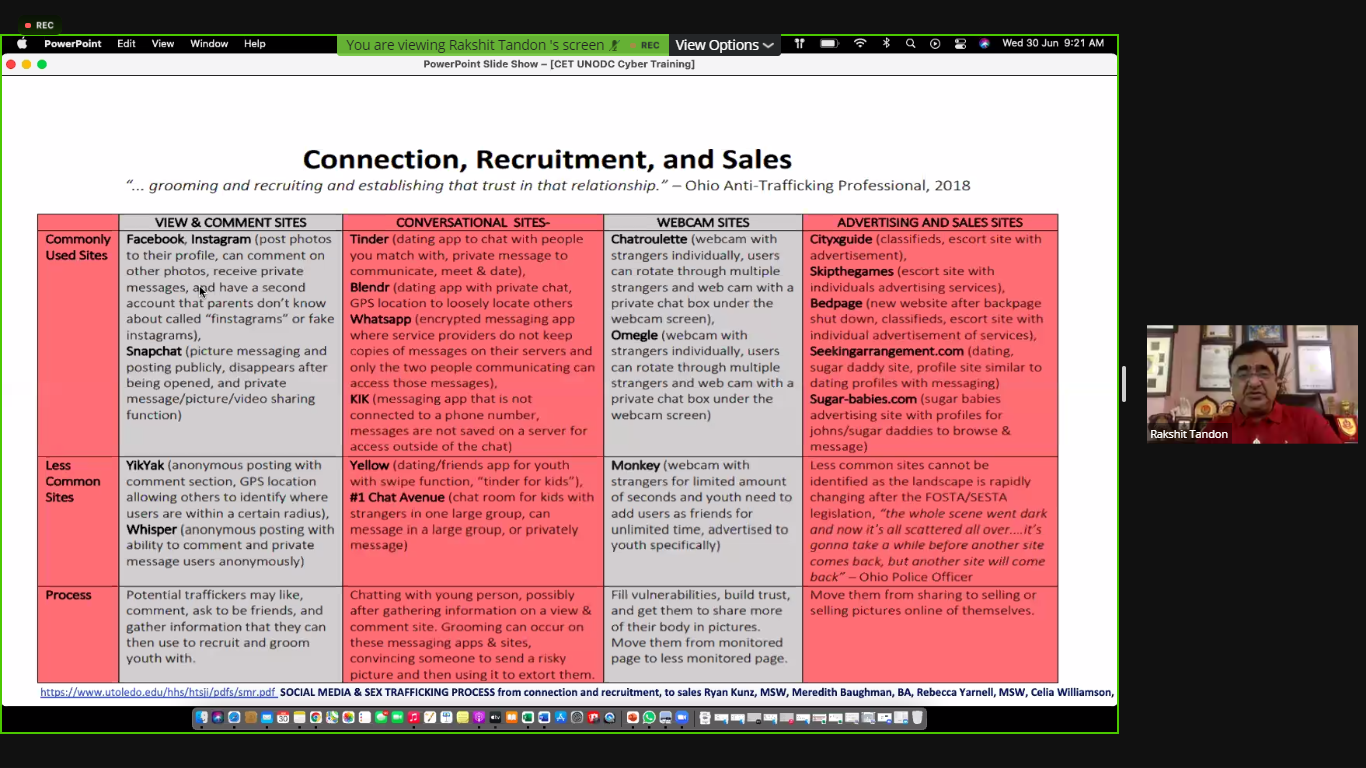 REC
PowerPoint Edit View Window Help
You are viewing Rakshit Tandon 's screen REC
View Options
Wed 30 Jun 9:21 AM
PowerPoint Slide Show – [CET UNODC Cyber Training]
Connection, Recruitment, and Sales
“... grooming and recruiting and establishing that trust in that relationship.” – Ohio Anti-Trafficking Professional, 2018
VIEW & COMMENT SITES
CONVERSATIONAL SITES-
WEBCAM SITES
ADVERTISING AND SALES SITES
Commonly
Used Sites
Facebook, Instagram (post photos
to their profile, can comment on
other photos, receive private
messages, and have a second
account that parents don’t know
about called “finstagrams” or fake
instagrams),
Snapchat (picture messaging and
posting publicly, disappears after
being opened, and private
message/picture/video sharing
function)
Tinder (dating app to chat with people
you match with, private message to
communicate, meet & date),
Blendr (dating app with private chat,
GPS location to loosely locate others
Whatsapp (encrypted messaging app
where service providers do not keep
copies of messages on their servers and
only the two people communicating can
access those messages),
KIK (messaging app that is not
connected to a phone number,
messages are not saved on a server for
access outside of the chat)
Chatroulette (webcam with
strangers individually, users
can rotate through multiple
strangers and web cam with a
private chat box under the
webcam screen),
Omegle (webcam with
strangers individually, users
can rotate through multiple
strangers and web cam with a
private chat box under the
webcam screen)
Cityxguide (classifieds, escort site with
advertisement),
Skipthegames (escort site with
individuals advertising services),
Bedpage (new website after backpage
shut down, classifieds, escort site with
individual advertisement of services),
Seekingarrangement.com (dating,
sugar daddy site, profile site similar to
dating profiles with messaging)
Sugar-babies.com (sugar babies
advertising site with profiles for
johns/sugar daddies to browse &
message)
Less
Common
Sites
YikYak (anonymous posting with
comment section, GPS location
allowing others to identify where
users are within a certain radius),
Whisper (anonymous posting with
ability to comment and private
message users anonymously)
Yellow (dating/friends app for youth
with swipe function, “tinder for kids”),
#1 Chat Avenue (chat room for kids with
strangers in one large group, can
message in a large group, or privately
message)
Monkey (webcam with
strangers for limited amount
of seconds and youth need to
add users as friends for
unlimited time, advertised to
youth specifically)
Less common sites cannot be
identified as the landscape is rapidly
changing after the FOSTA/SESTA
legislation, “the whole scene went dark
and now it’s all scattered all over....it’s
gonna take a while before another site
comes back, but another site will come
back” – Ohio Police Officer
Process
Potential traffickers may like,
comment, ask to be friends, and
gather information that they can
then use to recruit and groom
youth with.
Chatting with young person, possibly
after gathering information on a view &
comment site. Grooming can occur on
these messaging apps & sites,
convincing someone to send a risky
picture and then using it to extort them.
Fill vulnerabilities, build trust,
and get them to share more
of their body in pictures.
Move them from monitored
page to less monitored page.
Move them from sharing to selling or
selling pictures online of themselves.
https://www.utoledo.edu/hhs/htsji/pdfs/smr.pdf SOCIAL MEDIA & SEX TRAFFICKING PROCESS from connection and recruitment, to sales Ryan Kunz, MSW, Meredith Baughman, BA, Rebecca Yarnell, MSW, Celia Williamson,
Rakshit Tandon